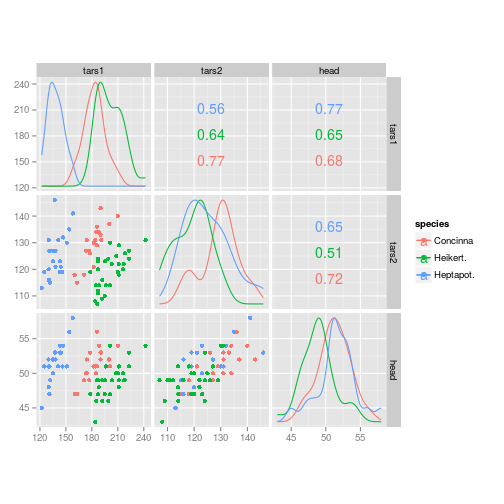 tars1 tars2 head
240
210
180
150
120
0.56
0.64
0.77
0.77
0.65
0.68
tars1
140
130
120
110
0.65
0.51
0.72
tars2
55
50
45
head
120 150 180 210 240
110 120 130 140
45 50 55
species
a Concinna
a Heikert.
a Heptapot.